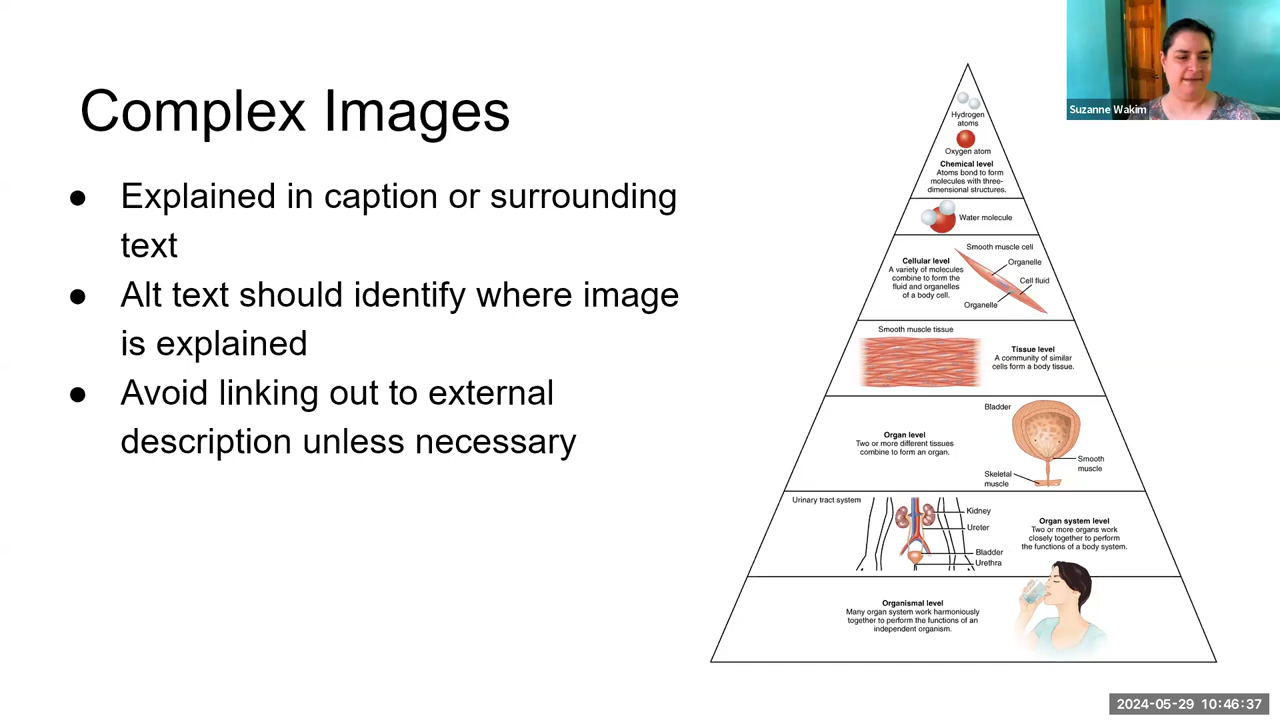 Complex Images
● Explained in caption or surrounding
text
● Alt text should identify where image
is explained
● Avoid linking out to external
description unless necessary
Hydrogen
atoms
Oxygen atom
Chemical level
Atoms bond to form
molecules with three-
dimensional structures.
Water molecule
Smooth muscle cell
Cellular level
A variety of molecules
combine to form the
fluid and organelles
of a body cell.
Organelle
Cell fluid
Organelle
Smooth muscle tissue
Tissue level
A community of similar
cells form a body tissue.
Bladder
Organ level
Two or more different tissues
combine to form an organ.
Smooth
muscle
Skeletal
muscle
Urinary tract system
Kidney
Ureter
Bladder
Urethra
Organ system level
Two or more organs work
closely together to perform
the functions of a body system.
Organismal level
Many organ system work harmoniously
together to perform the functions of an
independent organism.
Suzanne Wakim
2024-05-29 10:46:37